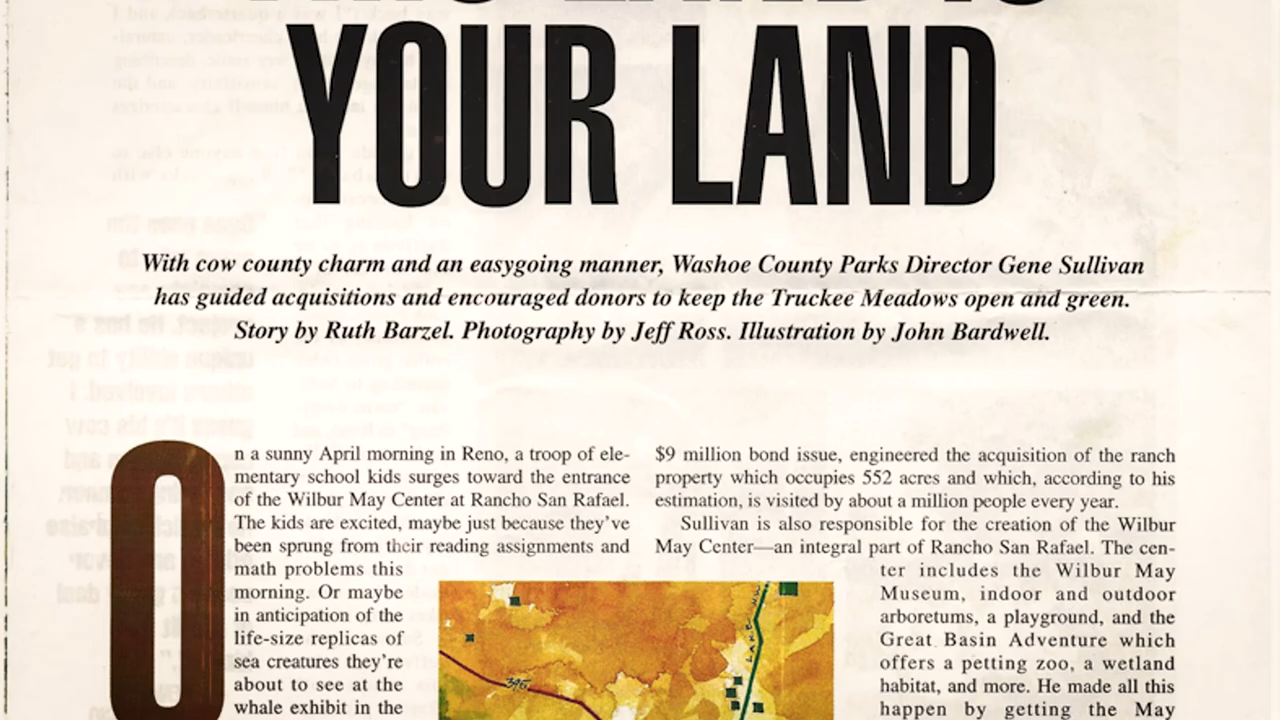 YOUR LAND
With cow county charm and an easygoing manner, Washoe County Parks Director Gene Sullivan
has guided acquisitions and encouraged donors to keep the Truckee Meadows open and green.
Story by Ruth Barzel. Photography by Jeff Ross. Illustration by John Bardwell.
On a sunny April morning in Reno, a troop of ele-
mentary school kids surges toward the entrance
of the Wilbur May Center at Rancho San Rafael.
The kids are excited, maybe just because they've
been sprung from their reading assignments and
math problems this
morning. Or maybe
in anticipation of the
life-size replicas of
sea creatures they're
about to see at the
whale exhibit in the
$9 million bond issue, engineered the acquisition of the ranch
property which occupies 552 acres and which, according to his
estimation, is visited by about a million people every year.
Sullivan is also responsible for the creation of the Wilbur
May Center—an integral part of Rancho San Rafael. The cen-
ter includes the Wilbur May
Museum, indoor and outdoor
arboretums, a playground, and the
Great Basin Adventure which
offers a petting zoo, a wetland
habitat, and more. He made all this
happen by getting the May
395